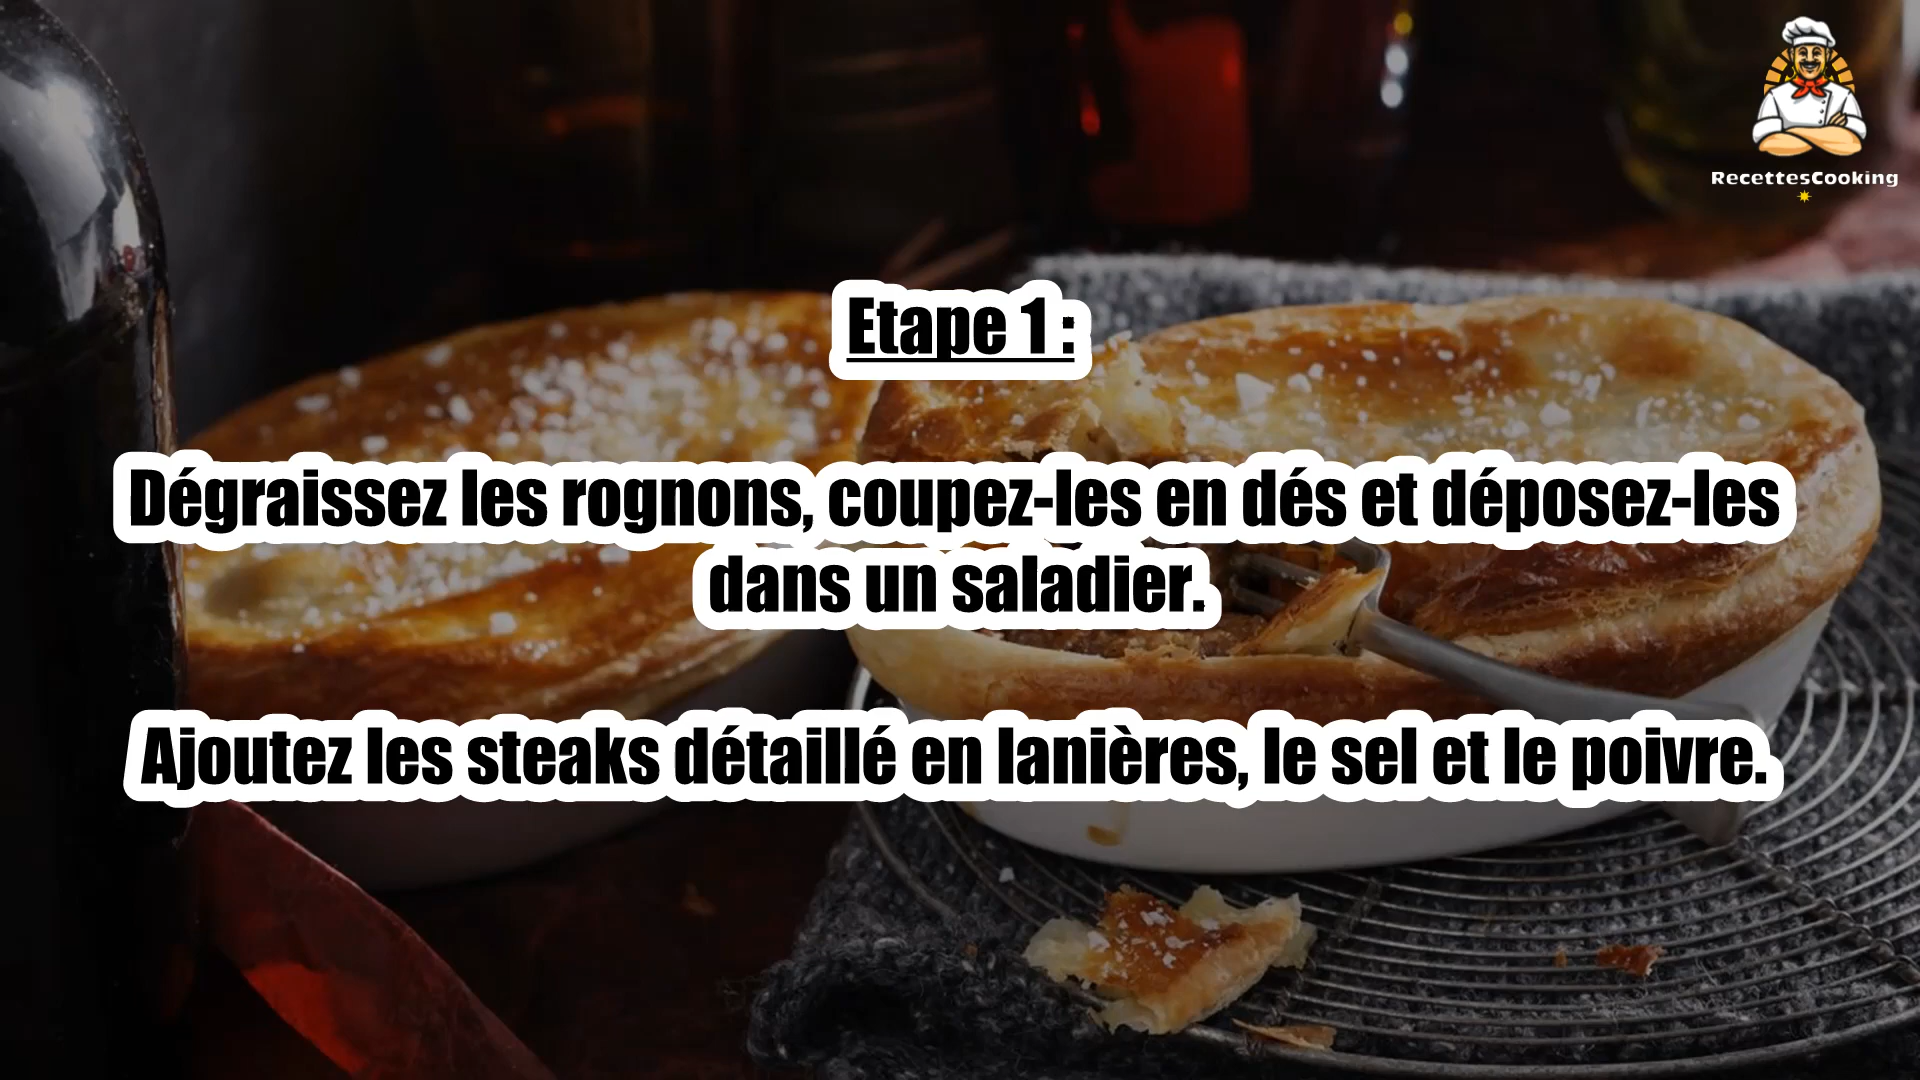 RecettesCooking
Etape 1 :
Dégraissez les rognons, coupez-les en dés et déposez-les
dans un saladier.
Ajoutez les steaks détaillé en lanières, le sel et le poivre.